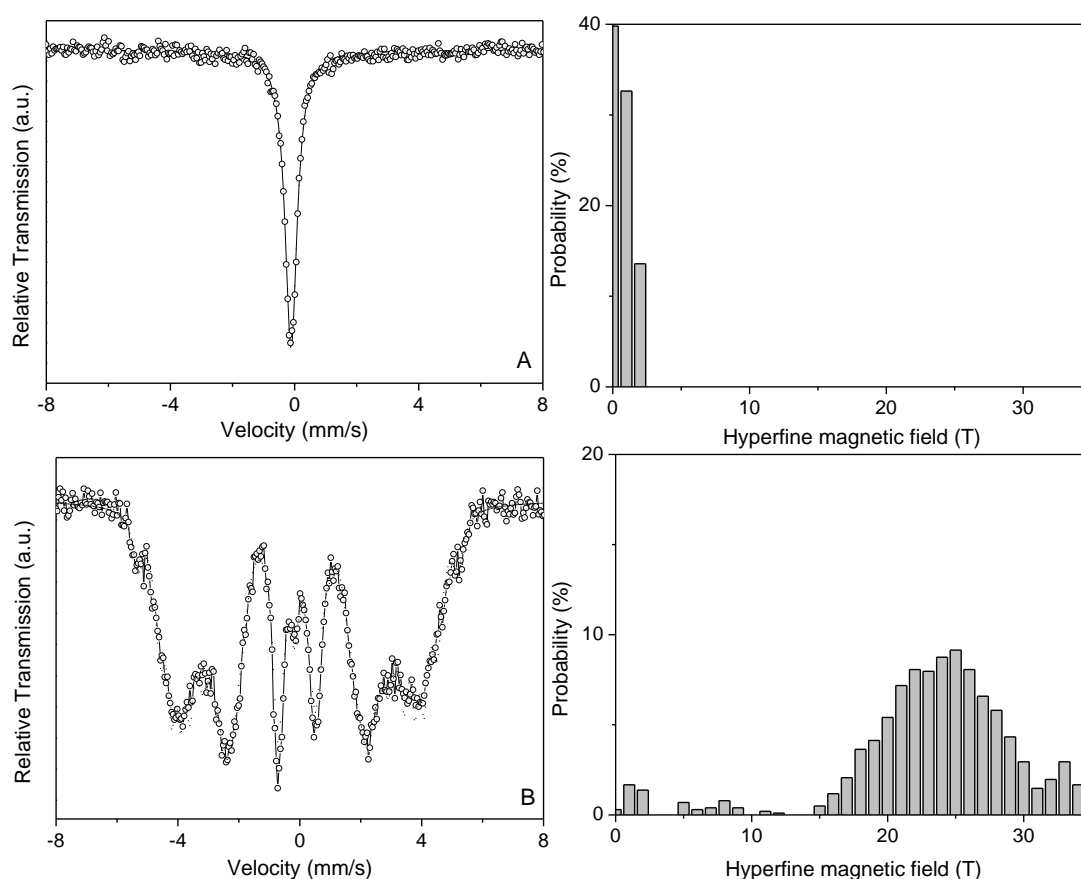 Relative Transmission (a.u.)
A
-8 -4 0 4 8
Velocity (mm/s)
Probability (%)
40
20
0
0 10 20 30
Hyperfine magnetic field (T)
Relative Transmission (a.u.)
B
-8 -4 0 4 8
Velocity (mm/s)
Probability (%)
20
10
0
0 10 20 30
Hyperfine magnetic field (T)